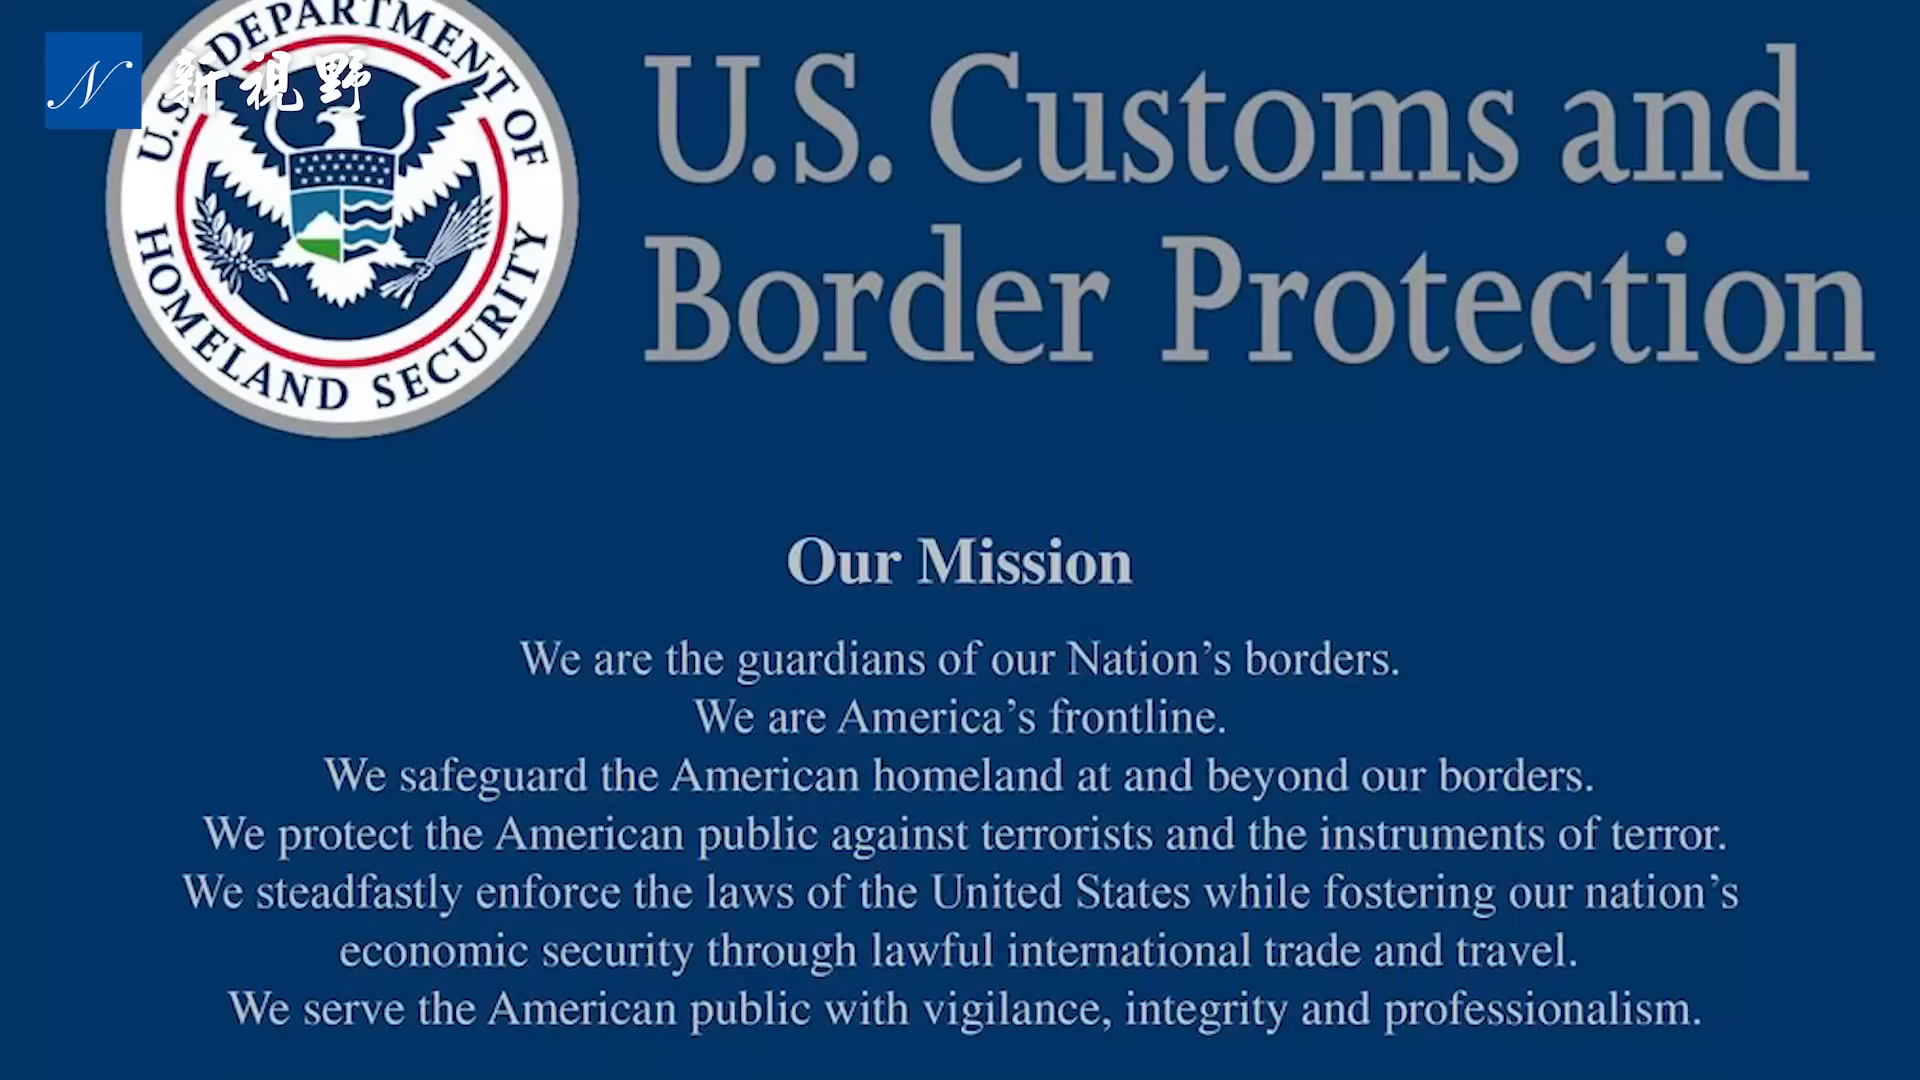 N 新視野
U.S. DEPARTMENT OF
HOMELAND SECURITY
U.S. Customs and
Border Protection
Our Mission
We are the guardians of our Nation’s borders.
We are America’s frontline.
We safeguard the American homeland at and beyond our borders.
We protect the American public against terrorists and the instruments of terror.
We steadfastly enforce the laws of the United States while fostering our nation’s
economic security through lawful international trade and travel.
We serve the American public with vigilance, integrity and professionalism.